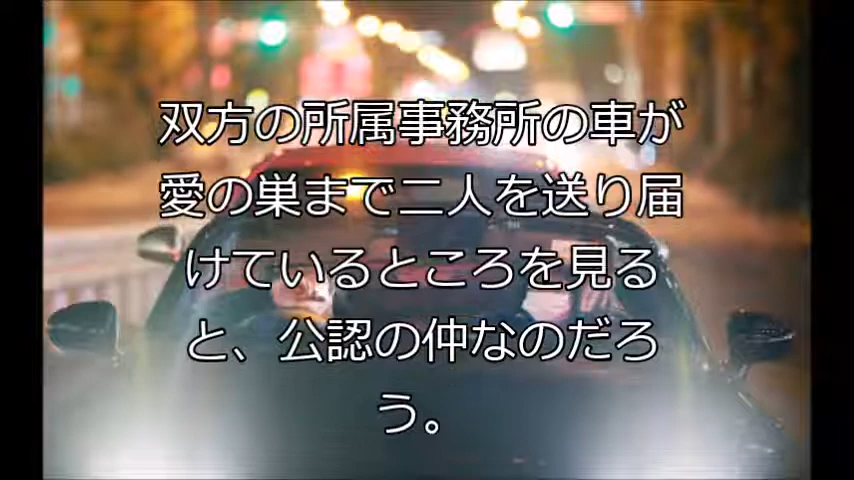 双方の所属事務所の車が
愛の巣まで二人を送り届
けているところを見る
と、公認の仲なのだろ
う。